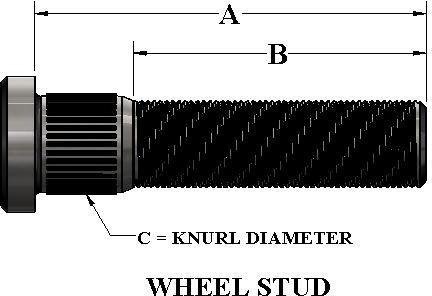 A
B
C = KNURL DIAMETER
WHEEL STUD